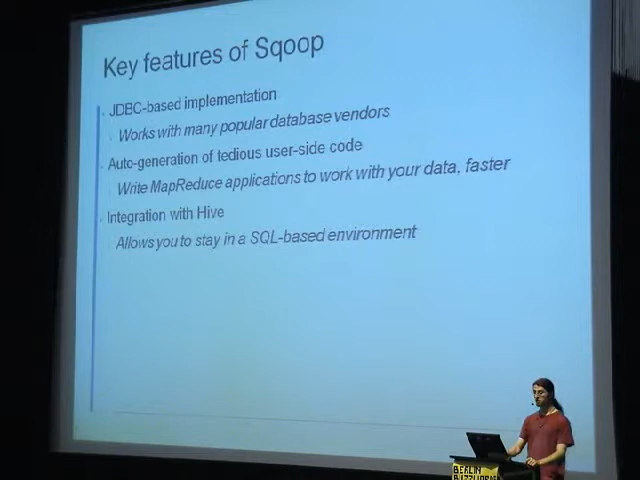 Key features of Sqoop
JDBC-based implementation
Works with many popular database vendors
Auto-generation of tedious user-side code
Write MapReduce applications to work with your data, faster
Integration with Hive
Allows you to stay in a SQL-based environment
BERLIN